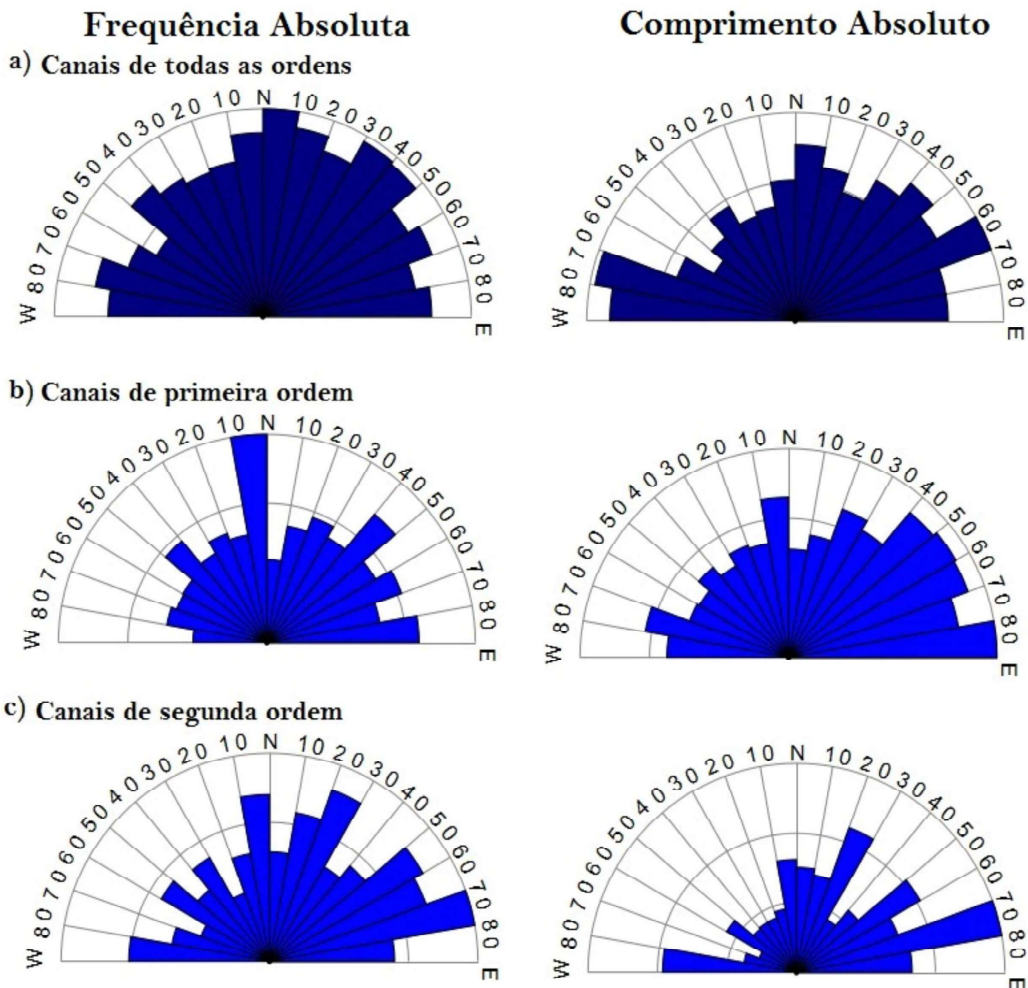 Frequência Absoluta
Comprimento Absoluto
a) Canais de todas as ordens
W 80 70 60 50 40 30 20 10 N 10 20 30 40 50 60 70 80 E
W 80 70 60 50 40 30 20 10 N 10 20 30 40 50 60 70 80 E
b) Canais de primeira ordem
W 80 70 60 50 40 30 20 10 N 10 20 30 40 50 60 70 80 E
W 80 70 60 50 40 30 20 10 N 10 20 30 40 50 60 70 80 E
c) Canais de segunda ordem
W 80 70 60 50 40 30 20 10 N 10 20 30 40 50 60 70 80 E
W 80 70 60 50 40 30 20 10 N 10 20 30 40 50 60 70 80 E